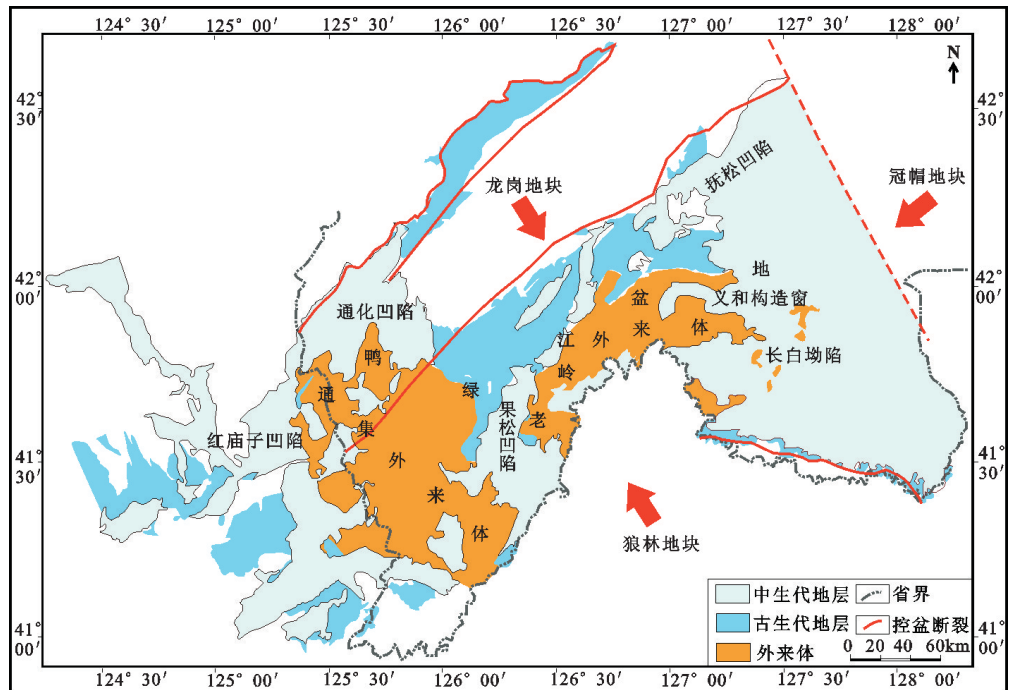 124° 30′ 125° 00′ 125° 30′ 126° 00′ 126° 30′ 127° 00′ 127° 30′ 128° 00′
N
42° 30′
42° 30′
抚松凹陷
龙岗地块
冠帽地块
42° 00′
42° 00′
地
盆
义和构造窗
通化凹陷
江
外
来
体
鸭
岭
长白坳陷
通
绿
老
果松凹陷
集
红庙子凹陷
外
41° 30′
41° 30′
来
体
狼林地块
中生代地层
省界
古生代地层
控盆断裂
外来体
0 20 40 60km
41° 00′
41° 00′
124° 30′ 125° 00′ 125° 30′ 126° 00′ 126° 30′ 127° 00′ 127° 30′ 128° 00′